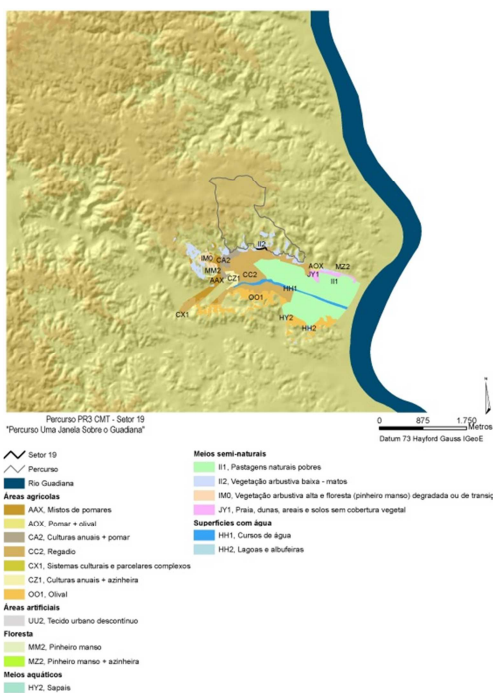 II2
IM0 CA2
MM2
AAX CZ1 CC2
AOX MZ2
JY1
II1
HH1
OO1
CX1
HY2
HH2
Percurso PR3 CMT - Setor 19
"Percurso Uma Janela Sobre o Guadiana"
0 875 1.750
Metros
Datum 73 Hayford Gauss IGeoE
Setor 19
Percurso
Rio Guadiana
Áreas agrícolas
AAX, Mistos de pomares
AOX, Pomar + olival
CA2, Culturas anuais + pomar
CC2, Regadio
CX1, Sistemas culturais e parcelares complexos
CZ1, Culturas anuais + azinheira
OO1, Olival
Áreas artificiais
UU2, Tecido urbano descontínuo
Floresta
MM2, Pinheiro manso
MZ2, Pinheiro manso + azinheira
Meios aquáticos
HY2, Sapais
Meios semi-naturais
II1, Pastagens naturais pobres
II2, Vegetação arbustiva baixa - matos
IM0, Vegetação arbustiva alta e floresta (pinheiro manso) degradada ou de transiç
JY1, Praia, dunas, areais e solos sem cobertura vegetal
Superfícies com água
HH1, Cursos de água
HH2, Lagoas e albufeiras